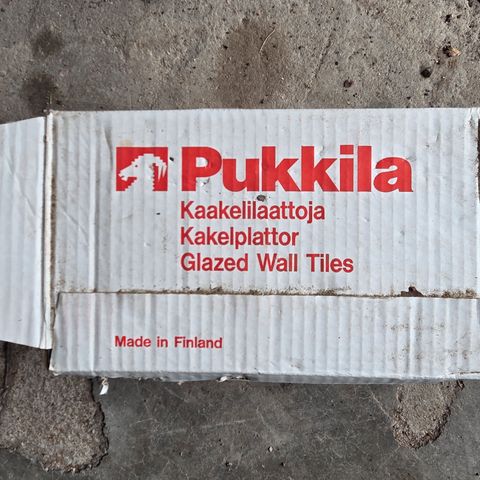 Pukkila
Kaakelilaattoja
Kakelplattor
Glazed Wall Tiles
Made in Finland